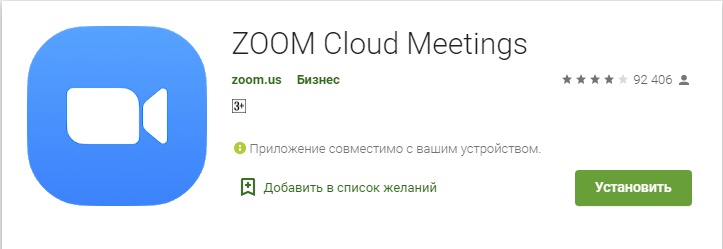 ZOOM Cloud Meetings
zoom.us Бизнес 92 406
3+
Приложение совместимо с вашим устройством.
Добавить в список желаний Установить